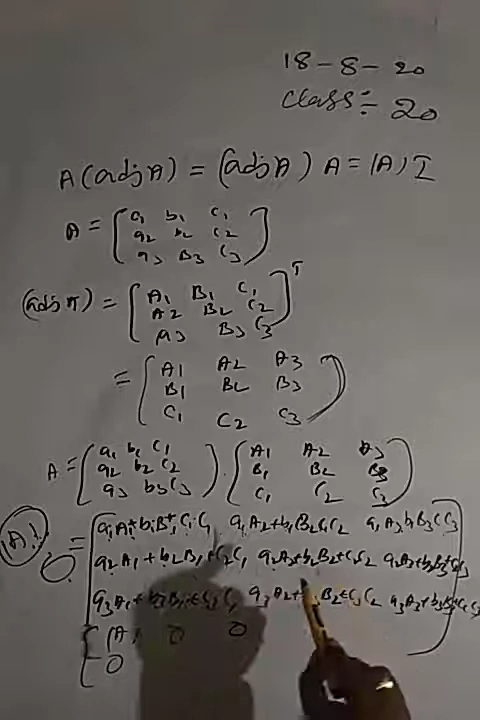 18-8-20
class:- 20
A(adj A) = (adj A) A = |A| I
A = [ a1 b1 c1
a2 b2 c2
a3 B3 c3 ]
(adj A) = [ A1 B1 C1
A2 B2 C2
A3 B3 C3 ]T
= [ A1 A2 A3
B1 B2 B3
C1 C2 C3 ]
A = [ a1 b1 c1
a2 b2 c2
a3 b3 c3 ] . [ A1 A2 A3
B1 B2 B3
C1 C2 C3 ]
|A| = [ a1A1+b1B1+c1C1 a1A2+b1B2+c1C2 a1A3 b1B3 c C3
0 a2A1+b2B1+c2C1 a2A2+b2B2+c2C2 a2A3+b2B3+c C3
a3A1+b3B1+c3C1 a3A2+ B2+c3C2 a3A3+b3B3+c3C3 ]
[ |A| 0 0
0